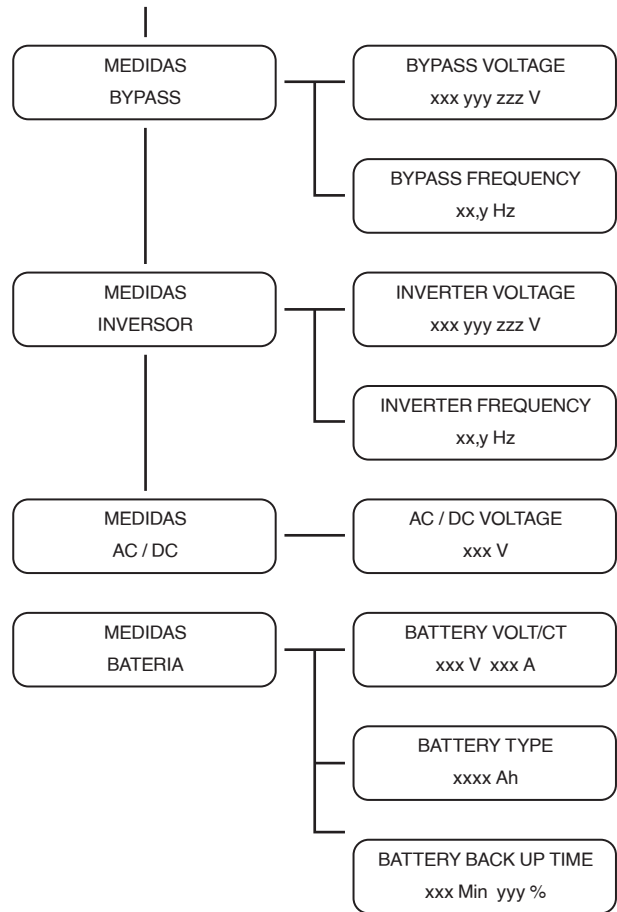 MEDIDAS
BYPASS
BYPASS VOLTAGE
xxx yyy zzz V
BYPASS FREQUENCY
xx,y Hz
MEDIDAS
INVERSOR
INVERTER VOLTAGE
xxx yyy zzz V
INVERTER FREQUENCY
xx,y Hz
MEDIDAS
AC / DC
AC / DC VOLTAGE
xxx V
MEDIDAS
BATERIA
BATTERY VOLT/CT
xxx V xxx A
BATTERY TYPE
xxxx Ah
BATTERY BACK UP TIME
xxx Min yyy %